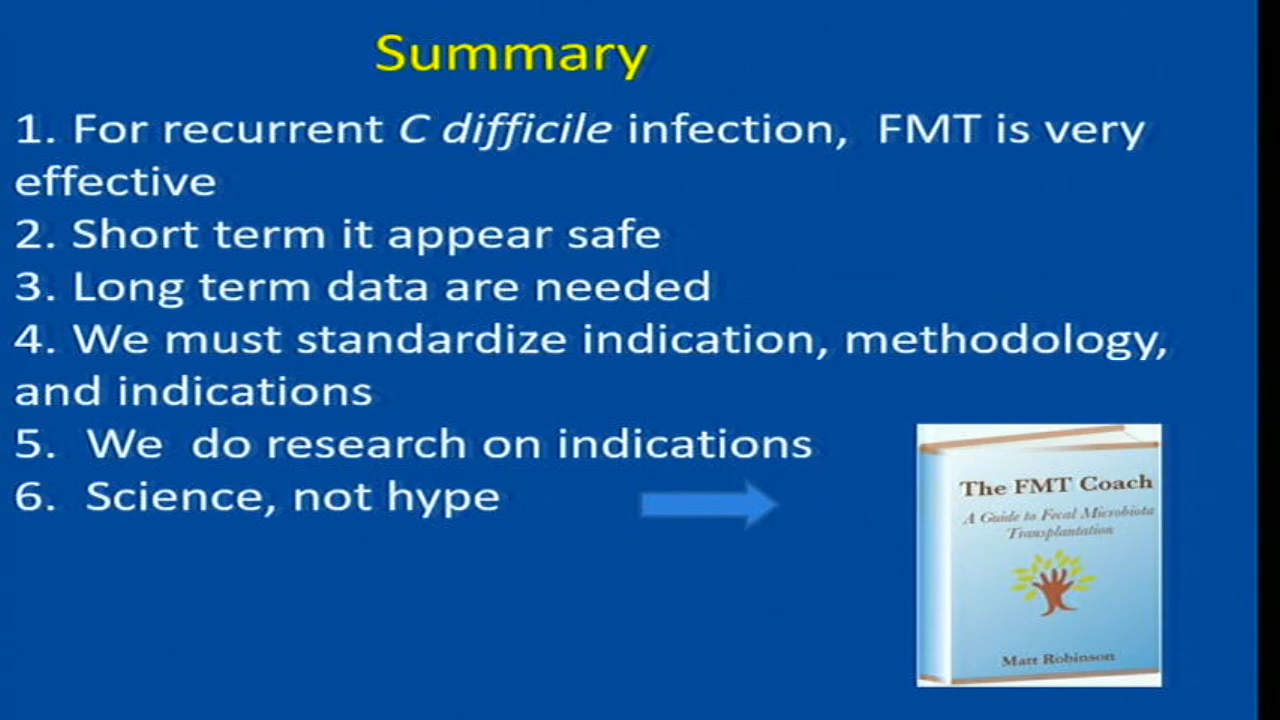 Summary
1. For recurrent C difficile infection, FMT is very
effective
2. Short term it appear safe
3. Long term data are needed
4. We must standardize indication, methodology,
and indications
5. We do research on indications
6. Science, not hype
The FMT Coach
A Guide to Fecal Microbiota
Transplantation
Matt Robinson